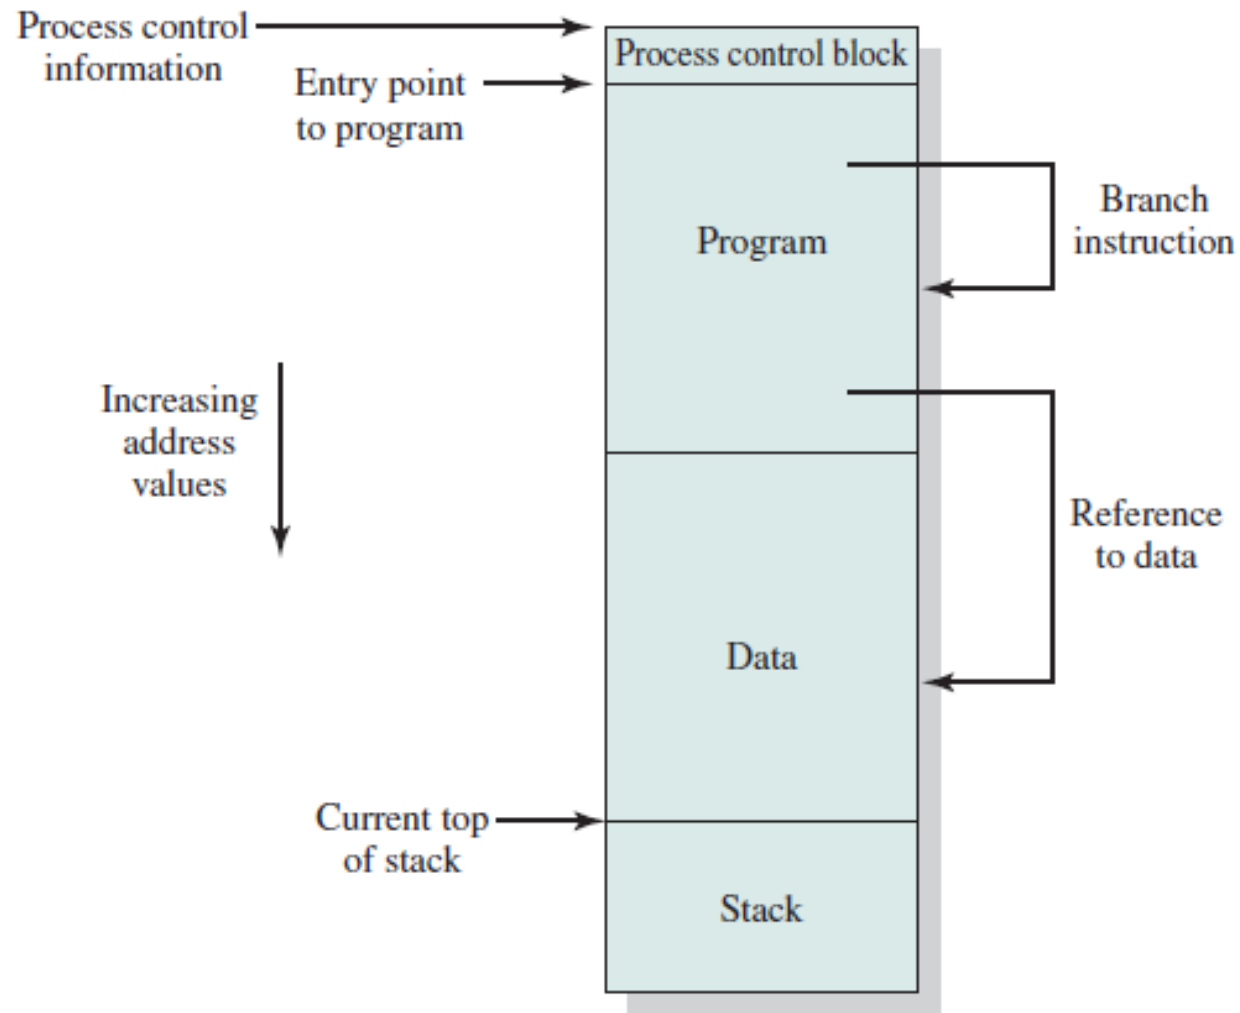 Process control
information
Process control block
Entry point
to program
Branch
instruction
Program
Increasing
address
values
Reference
to data
Data
Current top
of stack
Stack